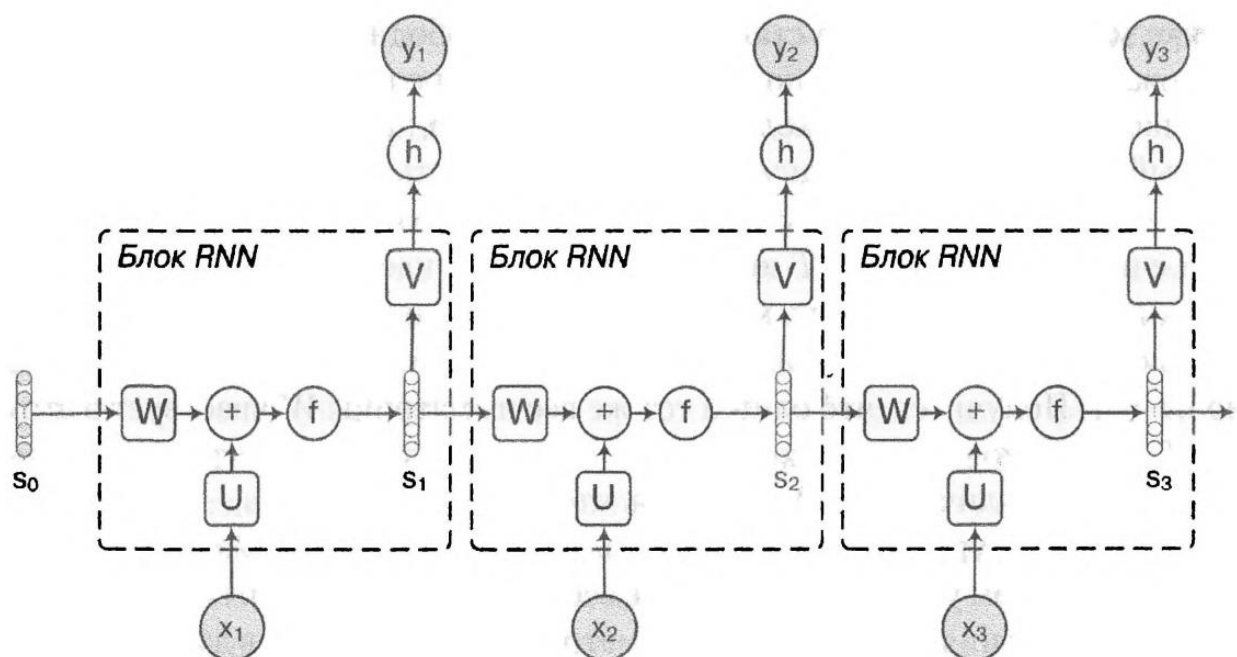 y₁ y₂ y₃
h h h
Блок RNN V Блок RNN V Блок RNN V
W + f W + f W + f
s₀ s₁ s₂ s₃
U U U
x₁ x₂ x₃